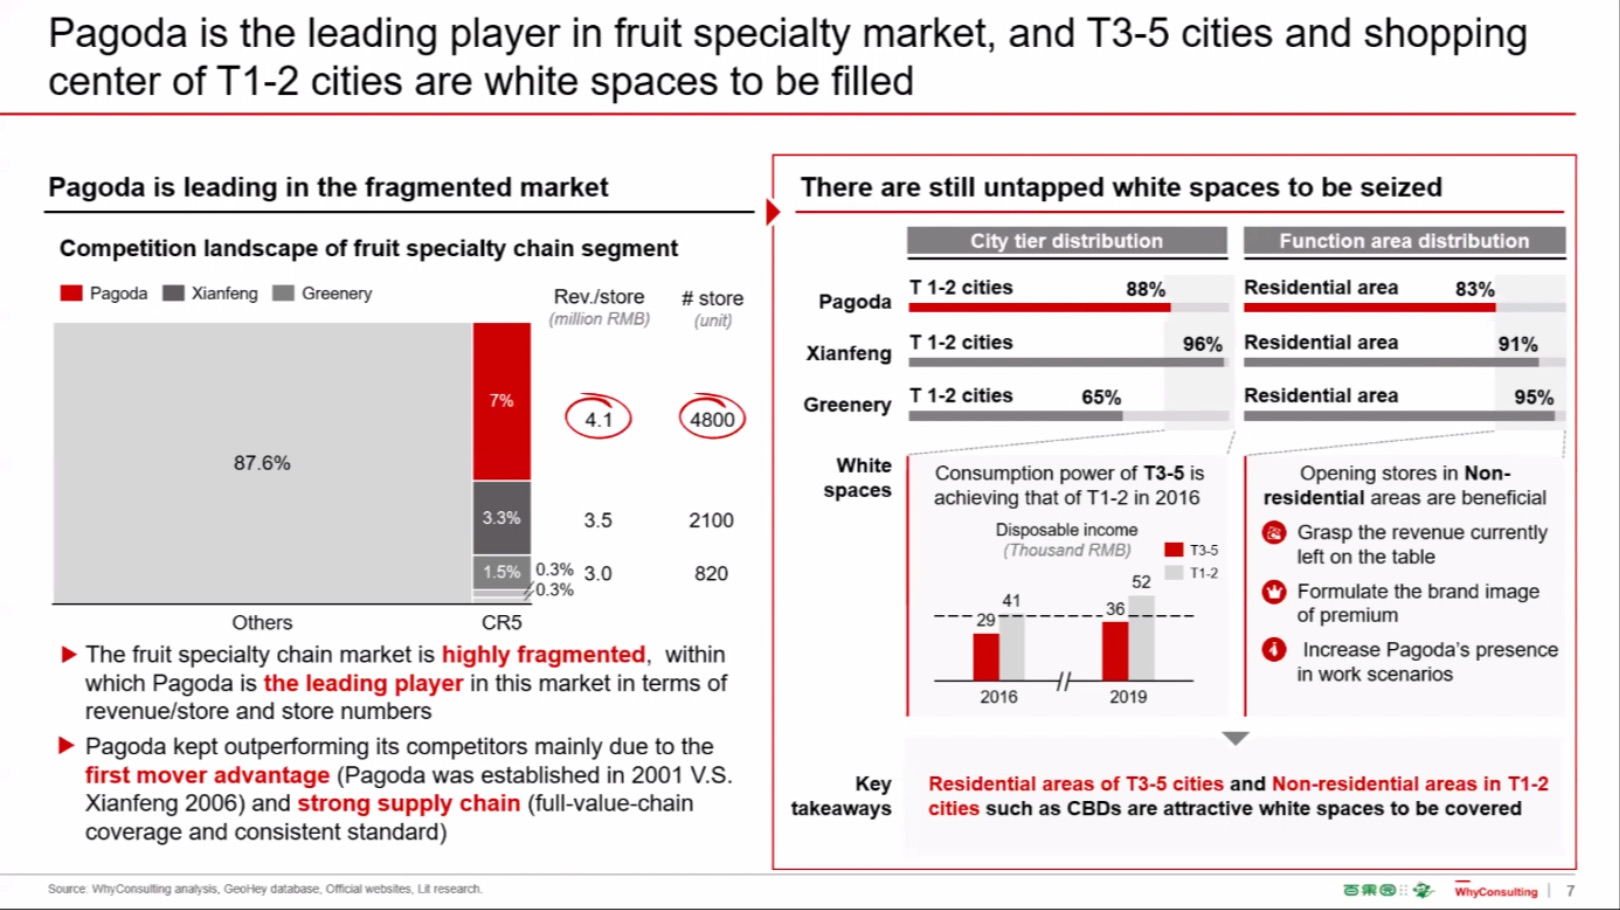 Pagoda is the leading player in fruit specialty market, and T3-5 cities and shopping
center of T1-2 cities are white spaces to be filled
Pagoda is leading in the fragmented market
Competition landscape of fruit specialty chain segment
Pagoda
Xianfeng
Greenery
Rev./store
(million RMB)
# store
(unit)
87.6%
7%
4.1
4800
3.3%
3.5
2100
1.5%
0.3%
0.3%
3.0
820
Others
CR5
The fruit specialty chain market is highly fragmented, within
which Pagoda is the leading player in this market in terms of
revenue/store and store numbers
Pagoda kept outperforming its competitors mainly due to the
first mover advantage (Pagoda was established in 2001 V.S.
Xianfeng 2006) and strong supply chain (full-value-chain
coverage and consistent standard)
There are still untapped white spaces to be seized
City tier distribution
Function area distribution
Pagoda
T 1-2 cities
88%
Residential area
83%
Xianfeng
T 1-2 cities
96%
Residential area
91%
Greenery
T 1-2 cities
65%
Residential area
95%
White
spaces
Consumption power of T3-5 is
achieving that of T1-2 in 2016
Disposable income
(Thousand RMB)
T3-5
T1-2
29
41
36
52
2016
2019
Opening stores in Non-
residential areas are beneficial
Grasp the revenue currently
left on the table
Formulate the brand image
of premium
Increase Pagoda's presence
in work scenarios
Key
takeaways
Residential areas of T3-5 cities and Non-residential areas in T1-2
cities such as CBDs are attractive white spaces to be covered
Source: WhyConsulting analysis, GeoHey database, Official websites, Lit research.
百果园
WhyConsulting
7